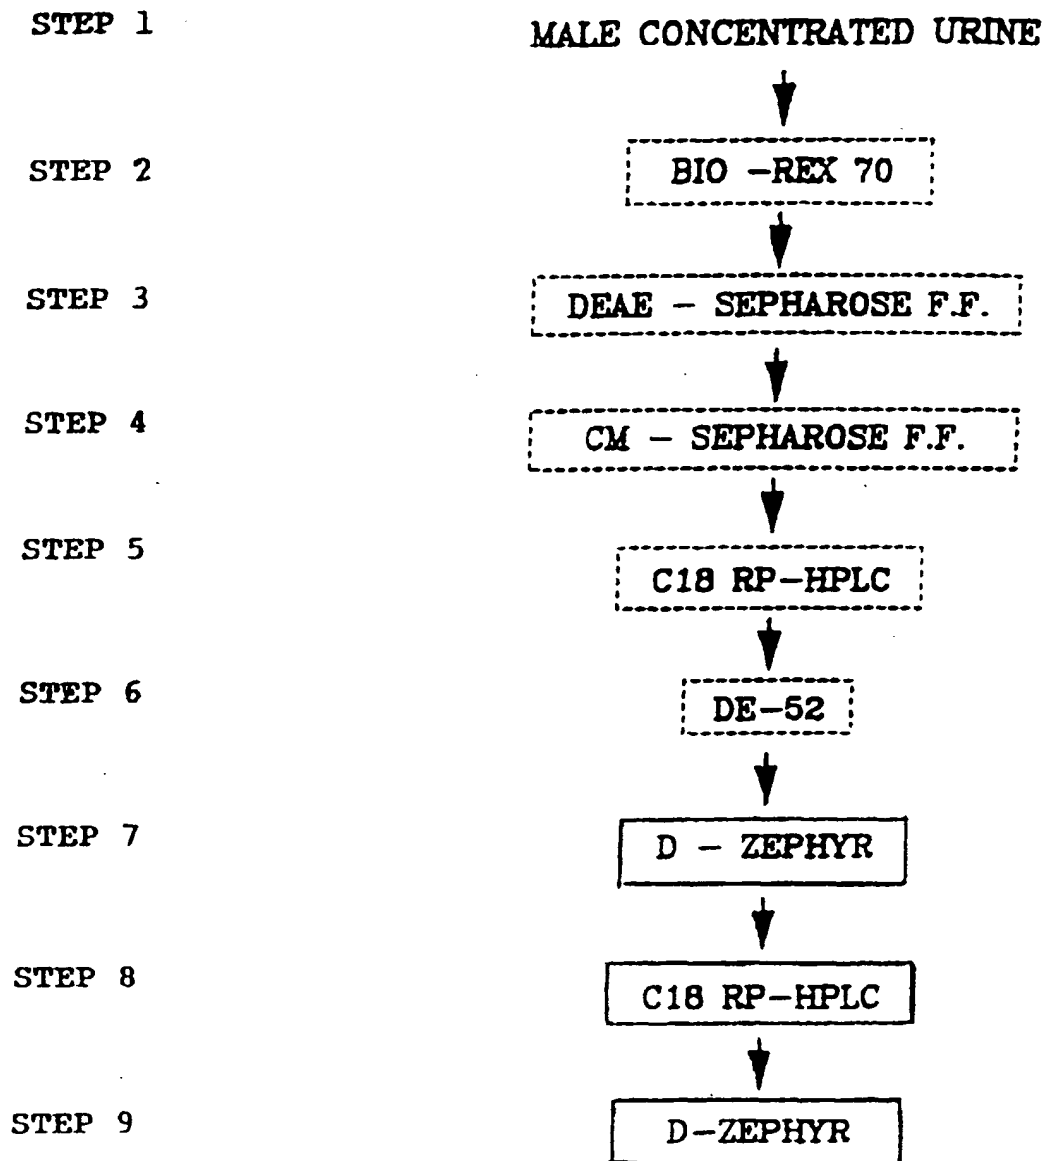 STEP 1 MALE CONCENTRATED URINE
STEP 2 BIO -REX 70
STEP 3 DEAE - SEPHAROSE F.F.
STEP 4 CM - SEPHAROSE F.F.
STEP 5 C18 RP-HPLC
STEP 6 DE-52
STEP 7 D - ZEPHYR
STEP 8 C18 RP-HPLC
STEP 9 D-ZEPHYR